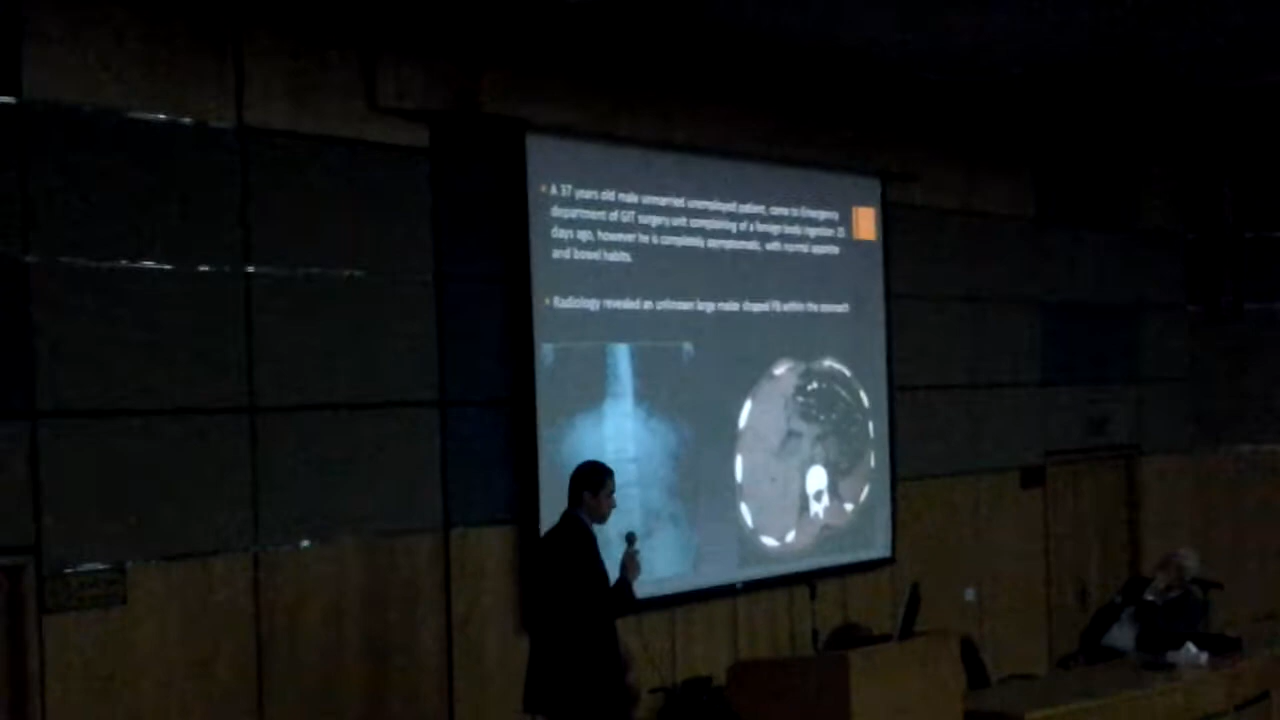 A 37 years old male unmarried unemployed patient, came to Emergency
department of GIT surgery unit complaining of a foreign body ingestion 25
days ago, however he is completely asymptomatic, with normal appetite
and bowel habits.
Radiology revealed an unknown large shaped FB within the stomach